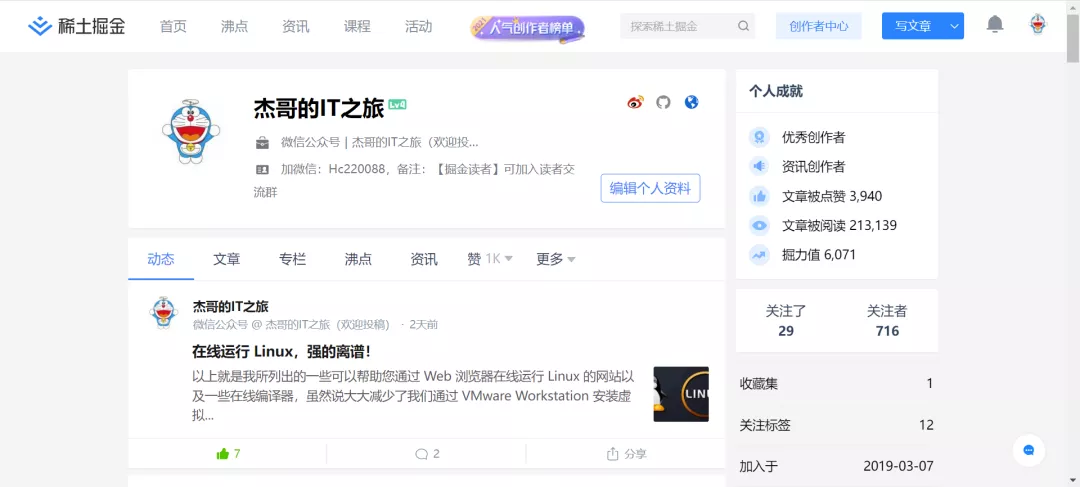 稀土掘金 首页 沸点 资讯 课程 活动 2021 人气创作者榜单 探索稀土掘金 创作者中心 写文章
杰哥的IT之旅 Lv4
微信公众号 | 杰哥的IT之旅（欢迎投...
加微信：Hc220088，备注：【掘金读者】可加入读者交
流群
编辑个人资料
动态 文章 专栏 沸点 资讯 赞 1K 更多
杰哥的IT之旅
微信公众号 @ 杰哥的IT之旅（欢迎投稿） · 2天前
在线运行 Linux，强的离谱！
以上就是我所列出的一些可以帮助您通过 Web 浏览器在线运行 Linux 的网站以
及一些在线编译器，虽然说大大减少了我们通过 VMware Workstation 安装虚
拟...
LINU
7 2 分享
个人成就
优秀创作者
资讯创作者
文章被点赞 3,940
文章被阅读 213,139
掘力值 6,071
关注了 关注者
29 716
收藏集 1
关注标签 12
加入于 2019-03-07